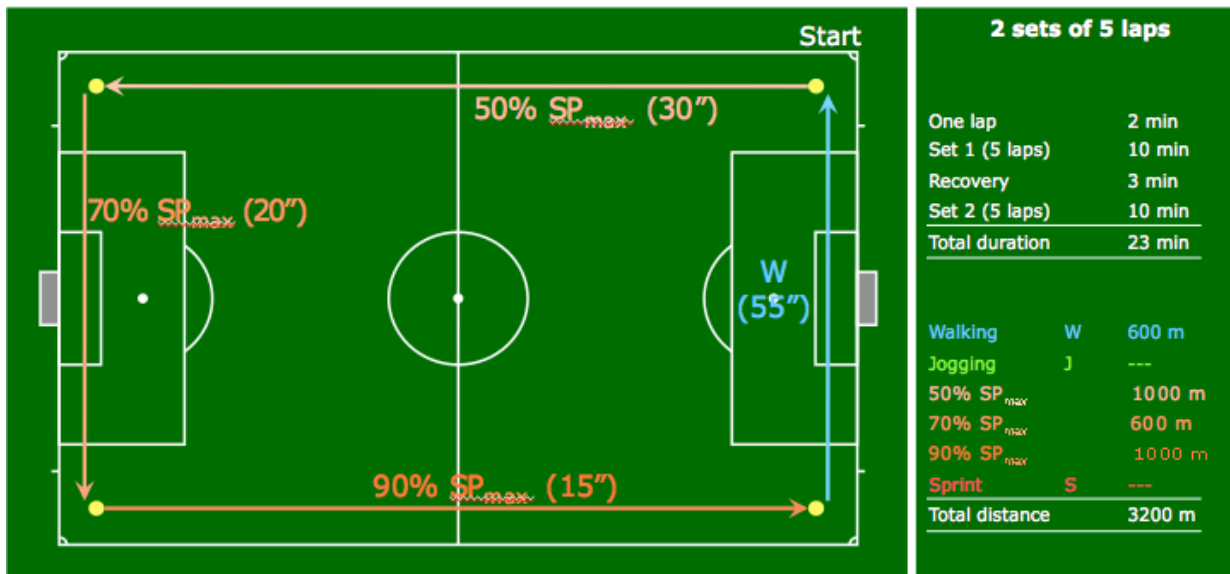 Start
50% SPmax (30”)
70% SPmax (20”)
W
(55”)
90% SPmax (15”)
2 sets of 5 laps
One lap 2 min
Set 1 (5 laps) 10 min
Recovery 3 min
Set 2 (5 laps) 10 min
Total duration 23 min
Walking W 600 m
Jogging J ---
50% SPmax 1000 m
70% SPmax 600 m
90% SPmax 1000 m
Sprint S ---
Total distance 3200 m